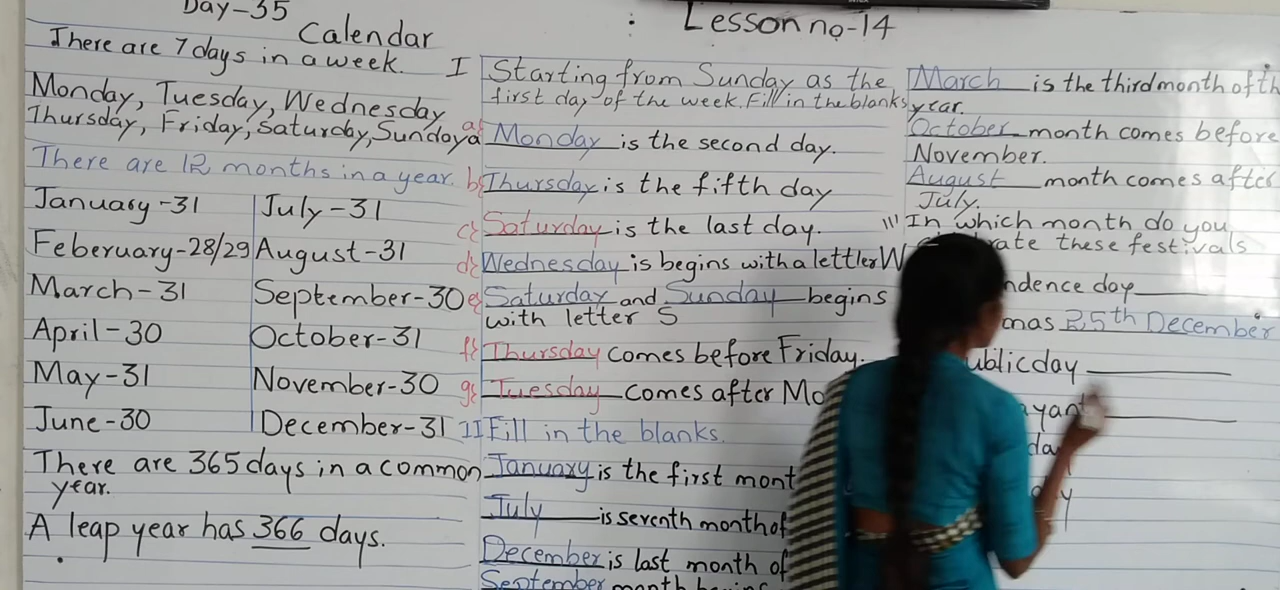 Day-35
Calendar
: Lesson no-14
There are 7 days in a week.
Monday, Tuesday, Wednesday
Thursday, Friday, Saturday, Sunday
There are 12 months in a year.
January-31
Feberuary-28/29
March-31
April-30
May-31
June-30
July-31
August-31
September-30
October-31
November-30
December-31
There are 365 days in a common
year.
A leap year has 366 days.
I Starting from Sunday as the
first day of the week. Fill in the blanks
a} Monday is the second day.
b} Thursday is the fifth day
c} Saturday is the last day.
d} Wednesday is begins with a lettler W
e} Saturday and Sunday begins
with letter S
f} Thursday comes before Friday.
g} Tuesday comes after
II Fill in the blanks.
January is the first
July is seventh month of
December is last month of
September month
March is the third month of
year.
October month comes before
November.
August month comes after
July.
III In which month do you
these festivals
day
25th December
day